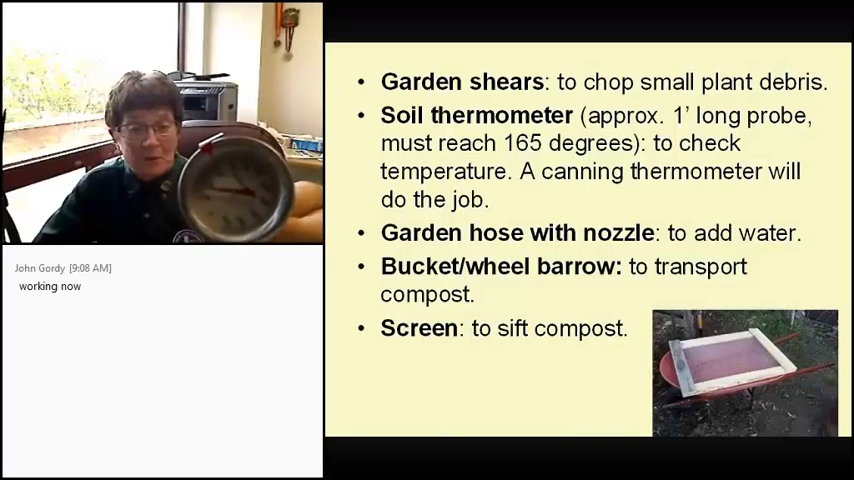 • Garden shears: to chop small plant debris.
• Soil thermometer (approx. 1’ long probe,
must reach 165 degrees): to check
temperature. A canning thermometer will
do the job.
• Garden hose with nozzle: to add water.
• Bucket/wheel barrow: to transport
compost.
• Screen: to sift compost.
John Gordy [9:08 AM]
working now